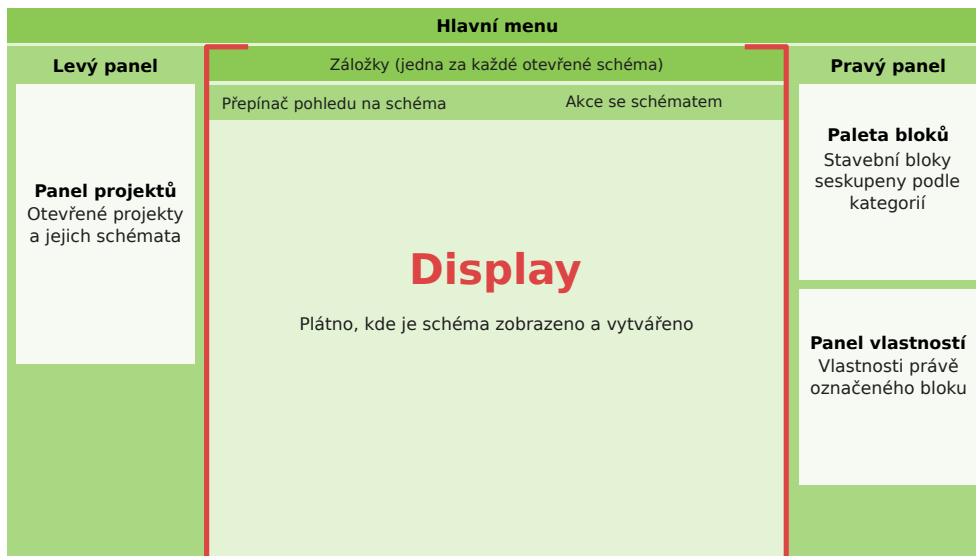 Hlavní menu
Levý panel
Panel projektů
Otevřené projekty
a jejich schémata
Záložky (jedna za každé otevřené schéma)
Přepínač pohledu na schéma
Akce se schématem
Display
Plátno, kde je schéma zobrazeno a vytvářeno
Pravý panel
Paleta bloků
Stavební bloky
seskupeny podle
kategorií
Panel vlastností
Vlastnosti právě
označeného bloku